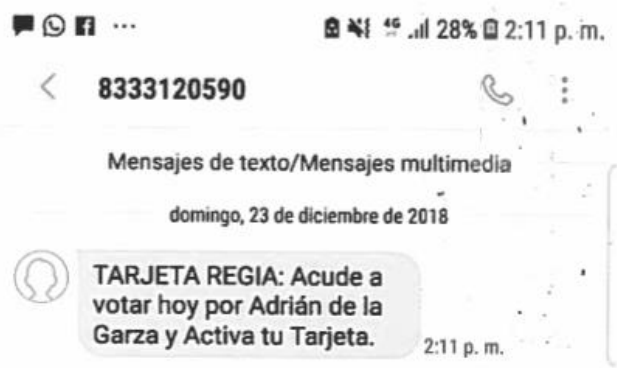 28% 2:11 p. m.
8333120590
Mensajes de texto/Mensajes multimedia
domingo, 23 de diciembre de 2018
TARJETA REGIA: Acude a
votar hoy por Adrián de la
Garza y Activa tu Tarjeta.
2:11 p. m.